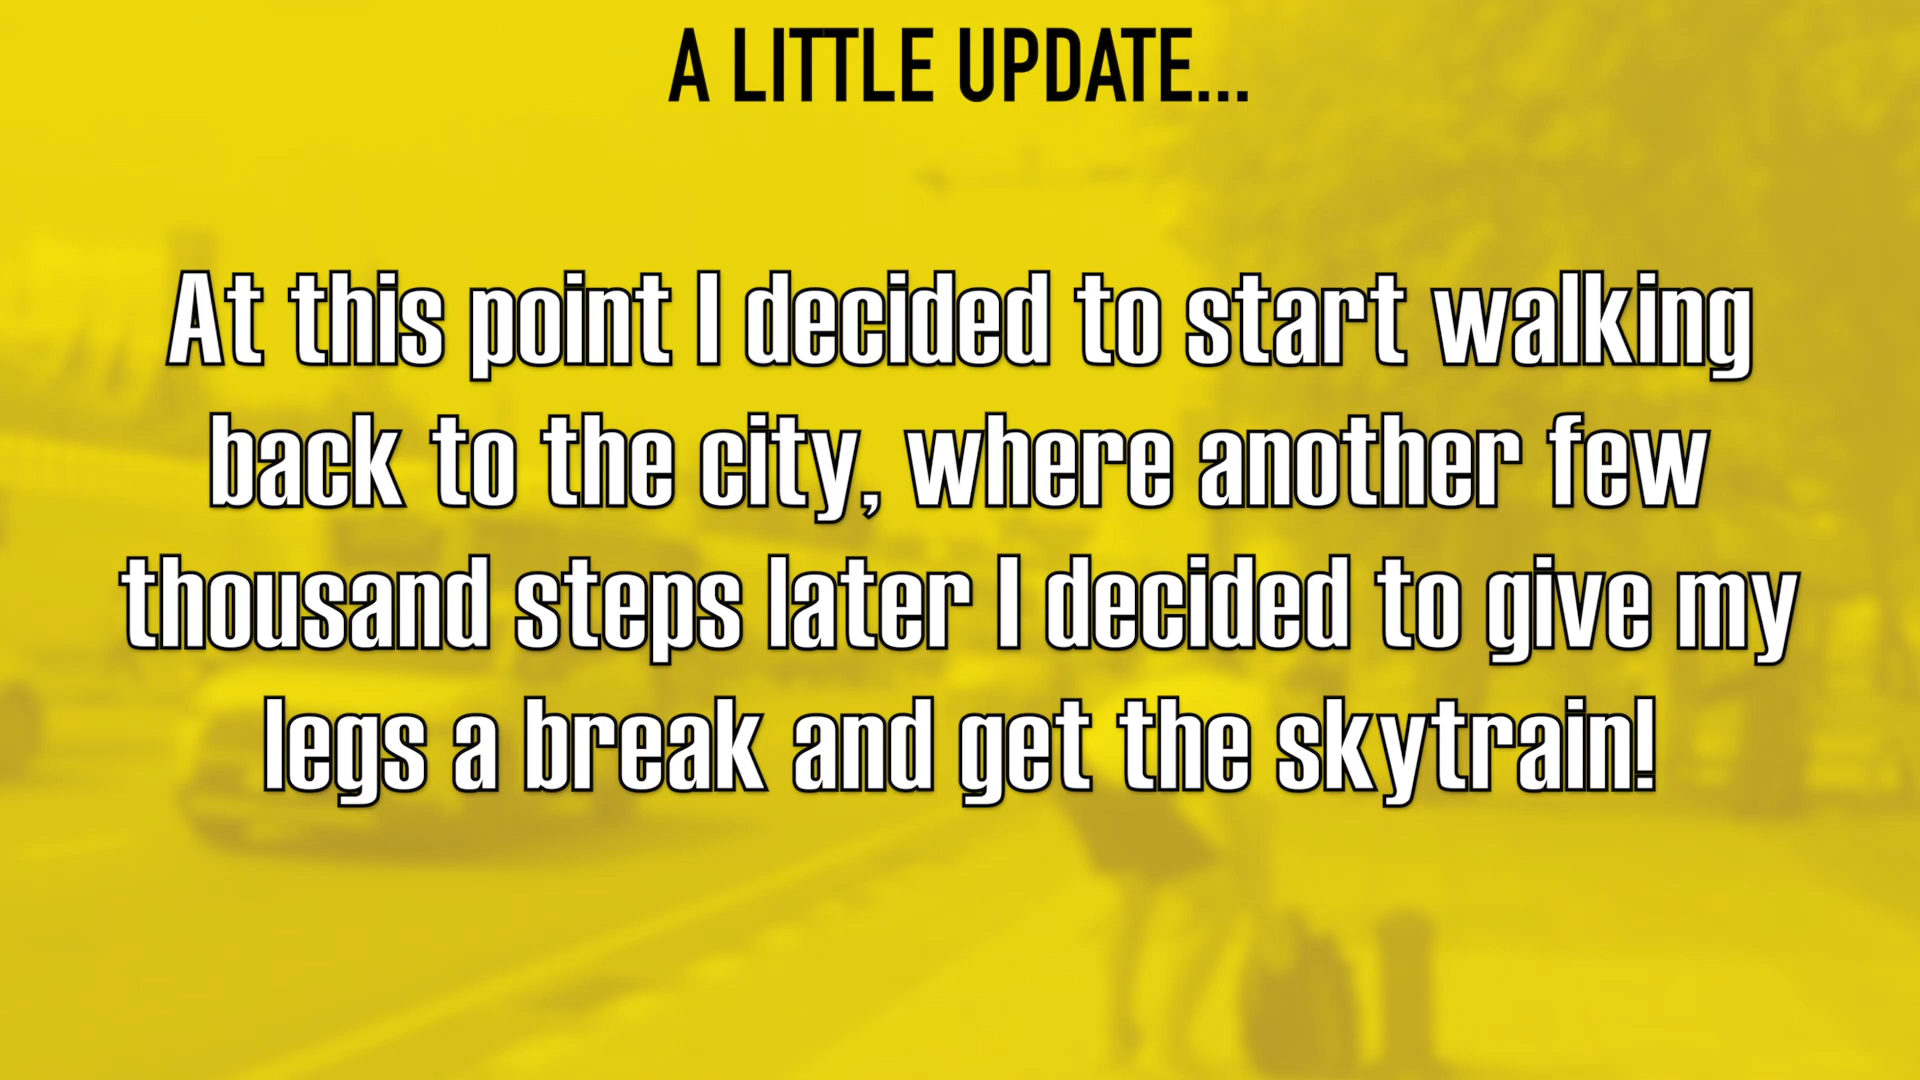 A LITTLE UPDATE...
At this point I decided to start walking
back to the city, where another few
thousand steps later I decided to give my
legs a break and get the skytrain!